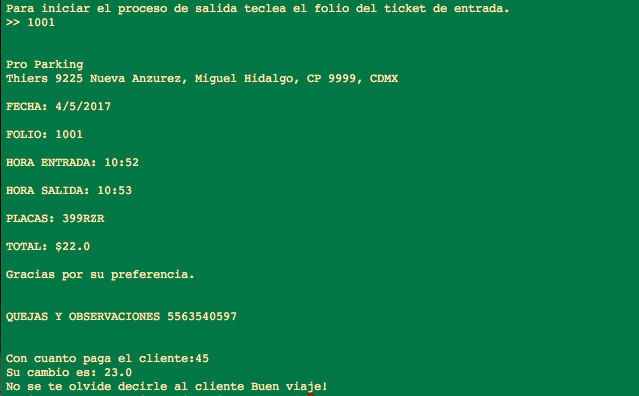 Para iniciar el proceso de salida teclea el folio del ticket de entrada.
>> 1001
Pro Parking
Thiers 9225 Nueva Anzurez, Miguel Hidalgo, CP 9999, CDMX
FECHA: 4/5/2017
FOLIO: 1001
HORA ENTRADA: 10:52
HORA SALIDA: 10:53
PLACAS: 399RZR
TOTAL: $22.0
Gracias por su preferencia.
QUEJAS Y OBSERVACIONES 5563540597
Con cuanto paga el cliente:45
Su cambio es: 23.0
No se te olvide decirle al cliente Buen viaje!